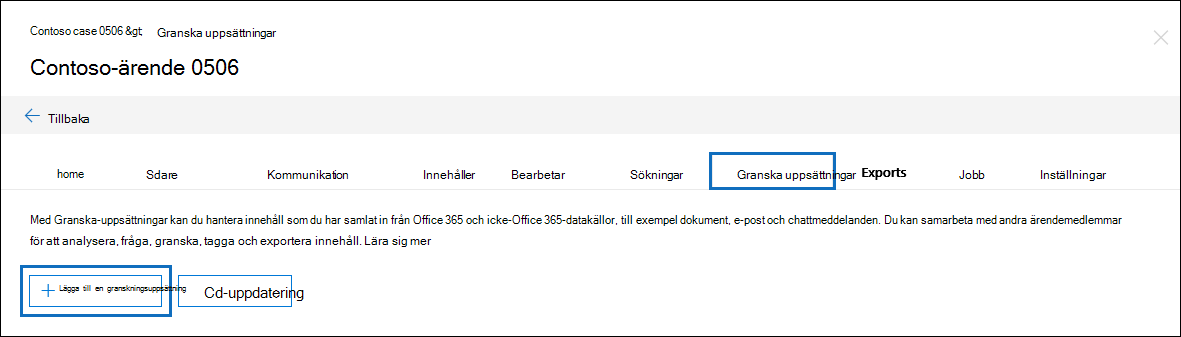 Contoso case 0506 &gt; Granska uppsättningar
Contoso-ärende 0506
Tillbaka
home Sdare Kommunikation Innehåller Bearbetar Sökningar Granska uppsättningar Exports Jobb Inställningar
Med Granska-uppsättningar kan du hantera innehåll som du har samlat in från Office 365 och icke-Office 365-datakällor, till exempel dokument, e-post och chattmeddelanden. Du kan samarbeta med andra ärendemedlemmar
för att analysera, fråga, granska, tagga och exportera innehåll. Lära sig mer
Lägga till en granskningsuppsättning Cd-uppdatering